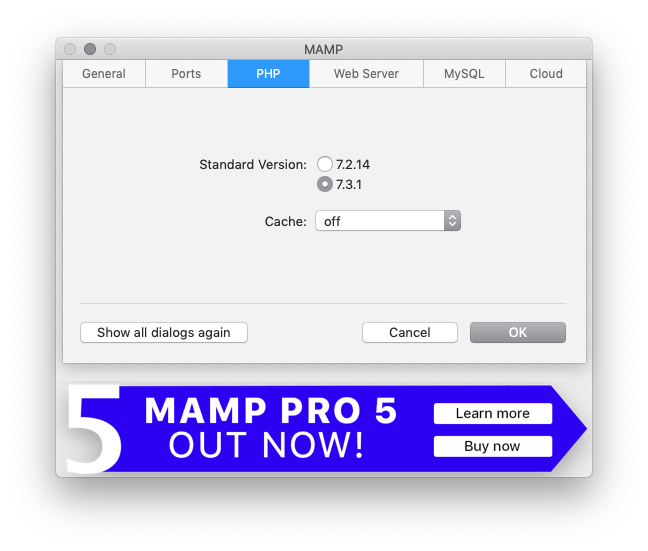 MAMP
General Ports PHP Web Server MySQL Cloud
Standard Version: 7.2.14
7.3.1
Cache: off
Show all dialogs again Cancel OK
5 MAMP PRO 5
OUT NOW!
Learn more
Buy now